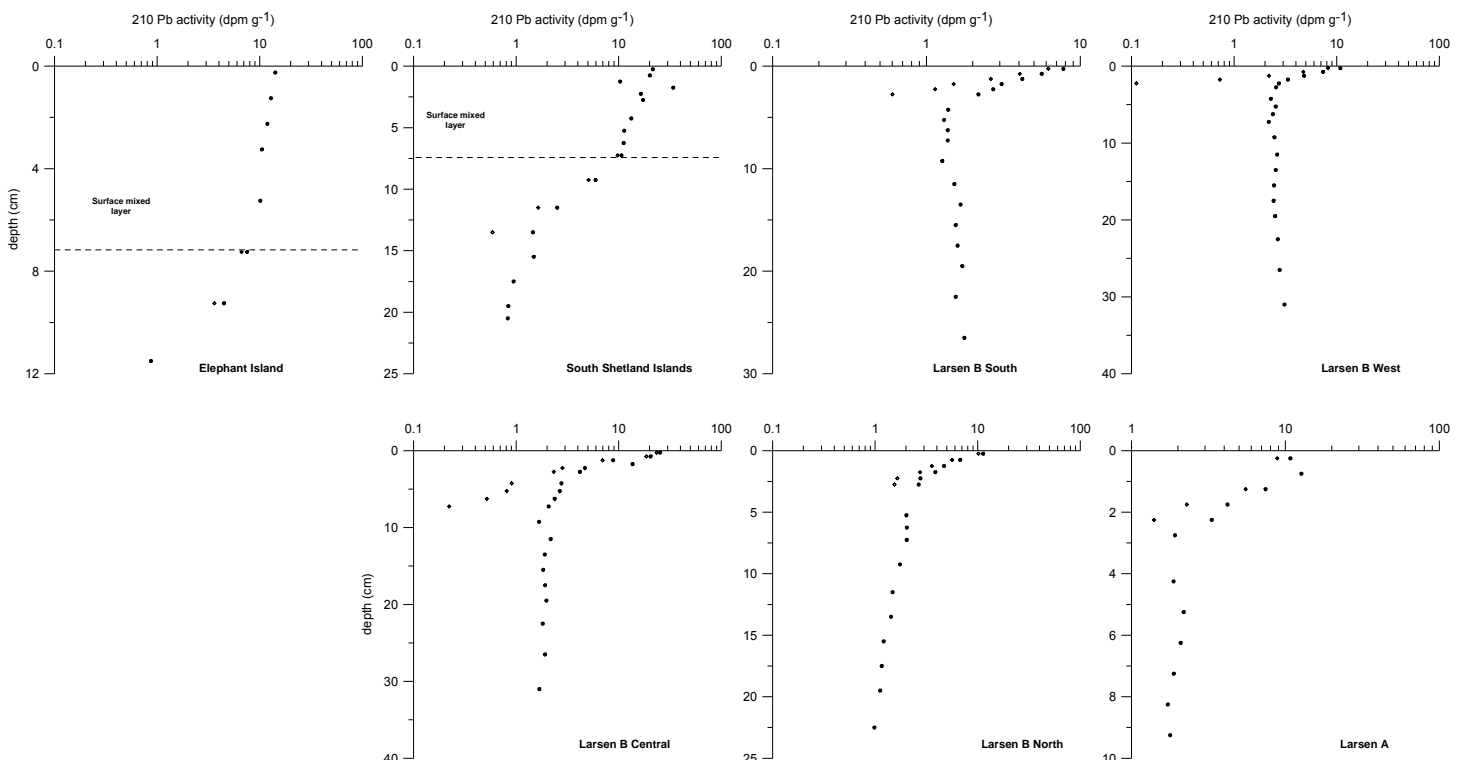 210 Pb activity (dpm g-1) 210 Pb activity (dpm g-1) 210 Pb activity (dpm g-1) 210 Pb activity (dpm g-1)
0.1 1 10 100
0
4
8
12
depth (cm)
Surface mixed
layer
Elephant Island
0.1 1 10 100
0
5
10
15
20
25
Surface mixed
layer
South Shetland Islands
0.1 1 10
0
10
20
30
Larsen B South
0.1 1 10 100
0
10
20
30
40
Larsen B West
0.1 1 10 100
0
10
20
30
40
depth (cm)
Larsen B Central
0.1 1 10 100
0
5
10
15
20
25
Larsen B North
1 10 100
0
2
4
6
8
10
Larsen A